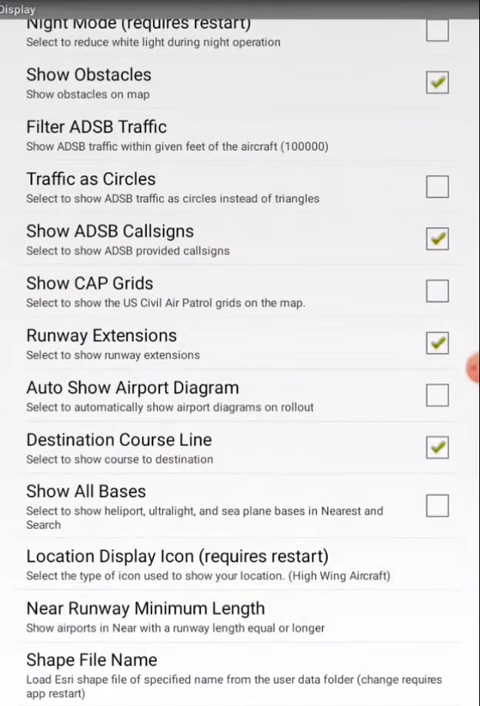 Display
Night Mode (requires restart)
Select to reduce white light during night operation
Show Obstacles
Show obstacles on map
Filter ADSB Traffic
Show ADSB traffic within given feet of the aircraft (100000)
Traffic as Circles
Select to show ADSB traffic as circles instead of triangles
Show ADSB Callsigns
Select to show ADSB provided callsigns
Show CAP Grids
Select to show the US Civil Air Patrol grids on the map.
Runway Extensions
Select to show runway extensions
Auto Show Airport Diagram
Select to automatically show airport diagrams on rollout
Destination Course Line
Select to show course to destination
Show All Bases
Select to show heliport, ultralight, and sea plane bases in Nearest and
Search
Location Display Icon (requires restart)
Select the type of icon used to show your location. (High Wing Aircraft)
Near Runway Minimum Length
Show airports in Near with a runway length equal or longer
Shape File Name
Load Esri shape file of specified name from the user data folder (change requires
app restart)